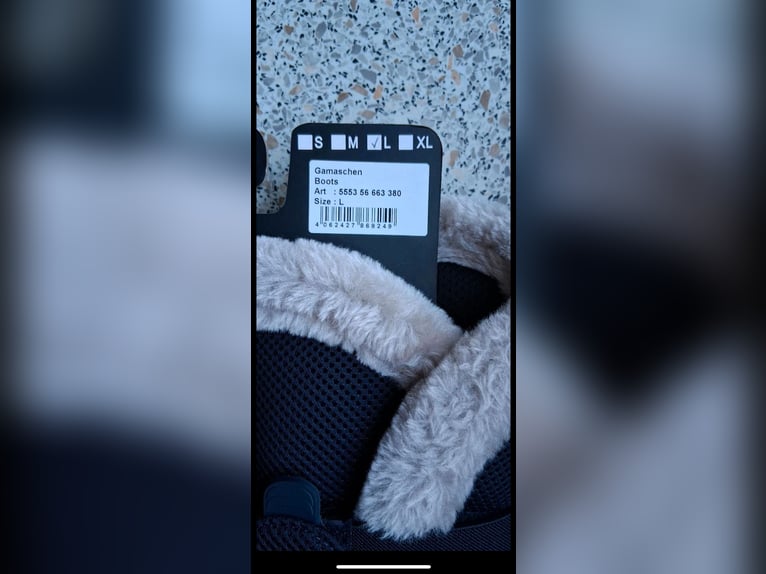 S M L XL
Gamaschen
Boots
Art : 5553 56 663 380
Size : L
4 062427 868249